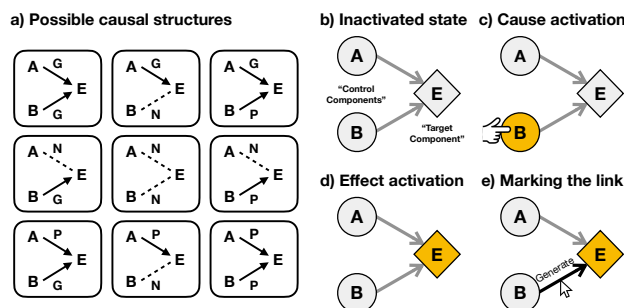 a) Possible causal structures
A G E B G
A G E B N
A G E B P
A N E B G
A N E B N
A N E B P
A P E B G
A P E B N
A P E B P
b) Inactivated state
A
"Control
Components"
E
B
"Target
Component"
c) Cause activation
A
E
B
d) Effect activation
A
E
B
e) Marking the link
A
E
Generate
B